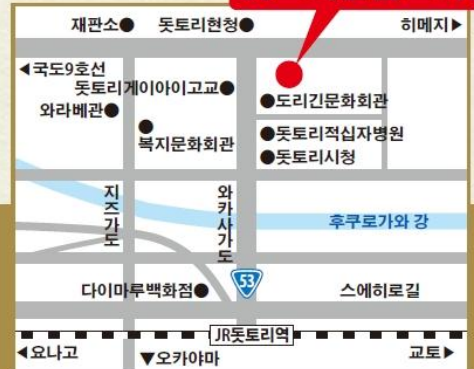 재판소●
돗토리현청●
히메지▶
◀국도9호선
돗토리게이아이고교●
와라베관●
●도리긴문화회관
복지문화회관
●돗토리적십자병원
●돗토리시청
지즈가도
와카사가도
후쿠로가와 강
53
다이마루백화점●
스에히로길
JR돗토리역
◀요나고
▼오카야마
교토▶